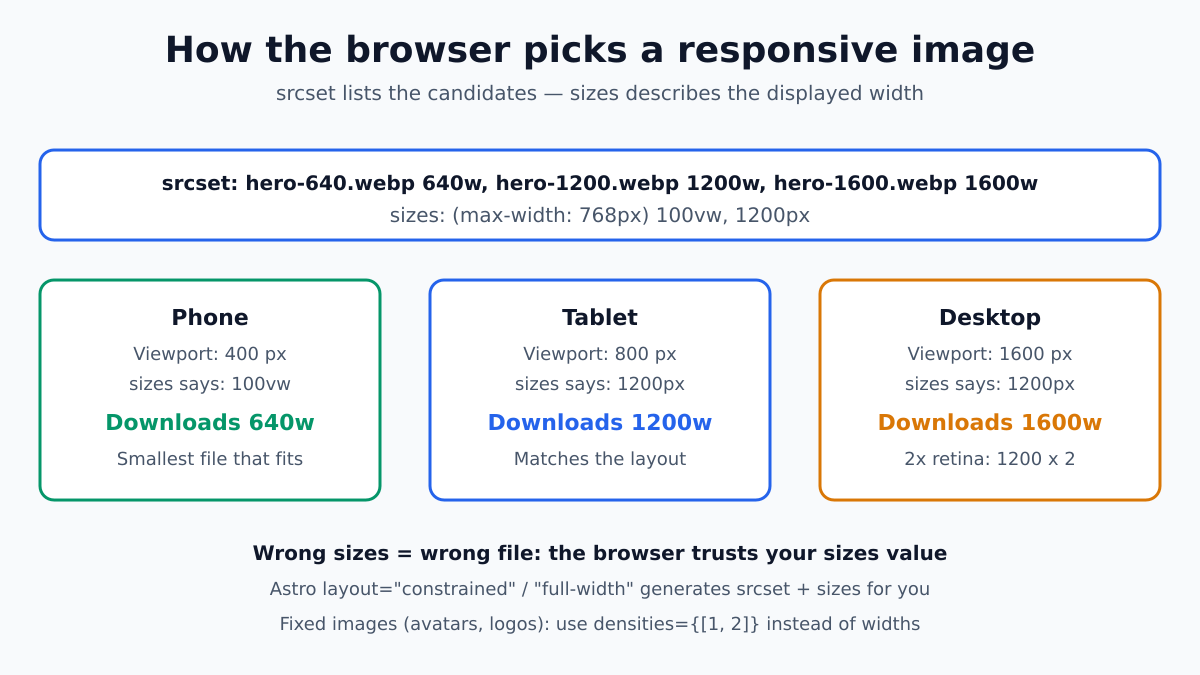 How the browser picks a responsive image
srcset lists the candidates — sizes describes the displayed width
srcset: hero-640.webp 640w, hero-1200.webp 1200w, hero-1600.webp 1600w
sizes: (max-width: 768px) 100vw, 1200px
Phone
Viewport: 400 px
sizes says: 100vw
Downloads 640w
Smallest file that fits
Tablet
Viewport: 800 px
sizes says: 1200px
Downloads 1200w
Matches the layout
Desktop
Viewport: 1600 px
sizes says: 1200px
Downloads 1600w
2x retina: 1200 x 2
Wrong sizes = wrong file: the browser trusts your sizes value
Astro layout="constrained" / "full-width" generates srcset + sizes for you
Fixed images (avatars, logos): use densities={[1, 2]} instead of widths